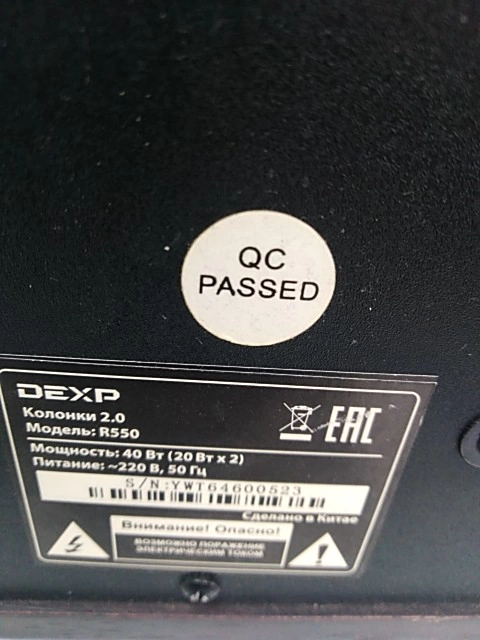 QC
PASSED
DEXP
Колонки 2.0
Модель: R550
EAC
Мощность: 40 Вт (20 Вт x 2)
Питание: ~220 В, 50 Гц
S/N:YWT64600523
Сделано в Китае
Внимание! Опасно!
ВОЗМОЖНО ПОРАЖЕНИЕ
ЭЛЕКТРИЧЕСКИМ ТОКОМ